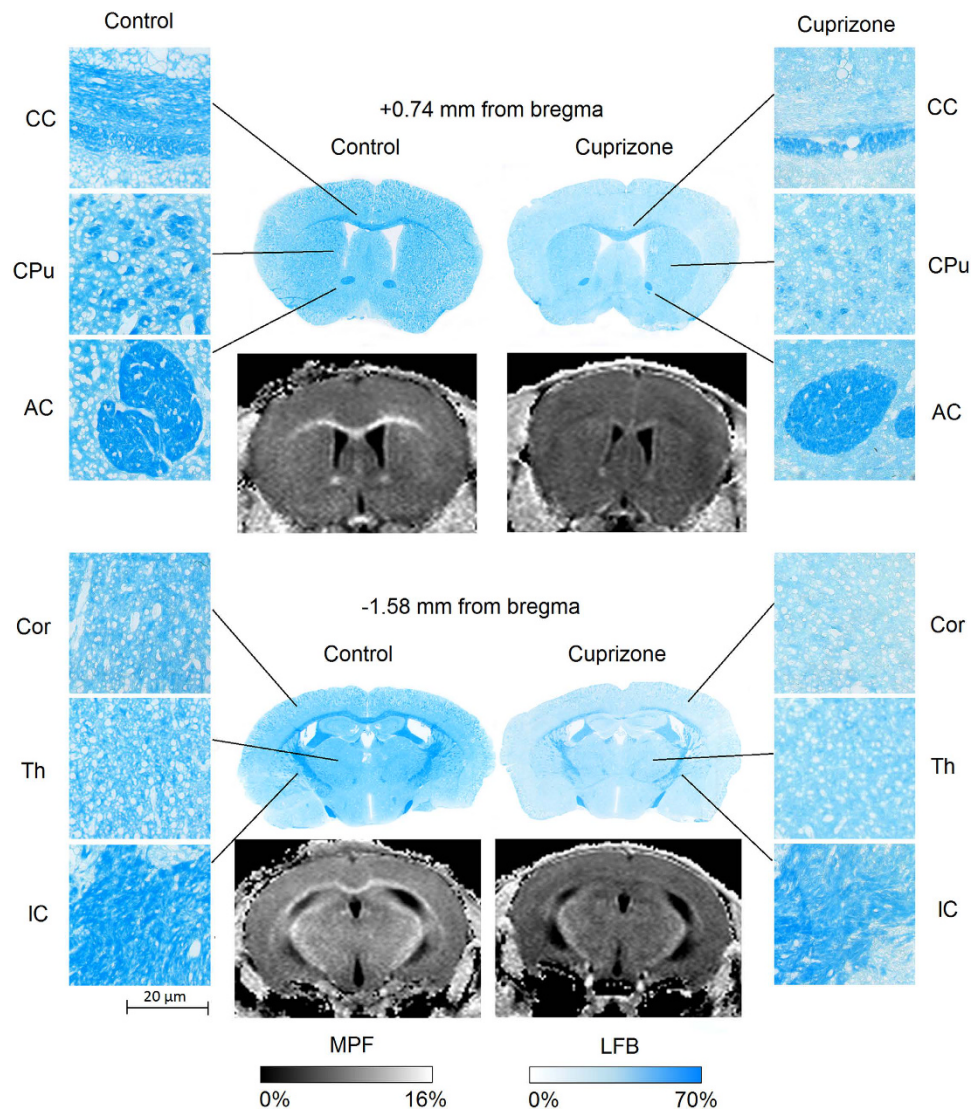 Control
Cuprizone
CC
+0.74 mm from bregma
CC
Control
Cuprizone
CPu
CPu
AC
AC
-1.58 mm from bregma
Cor
Cor
Control
Cuprizone
Th
Th
IC
IC
20 µm
MPF
LFB
0%
16%
0%
70%